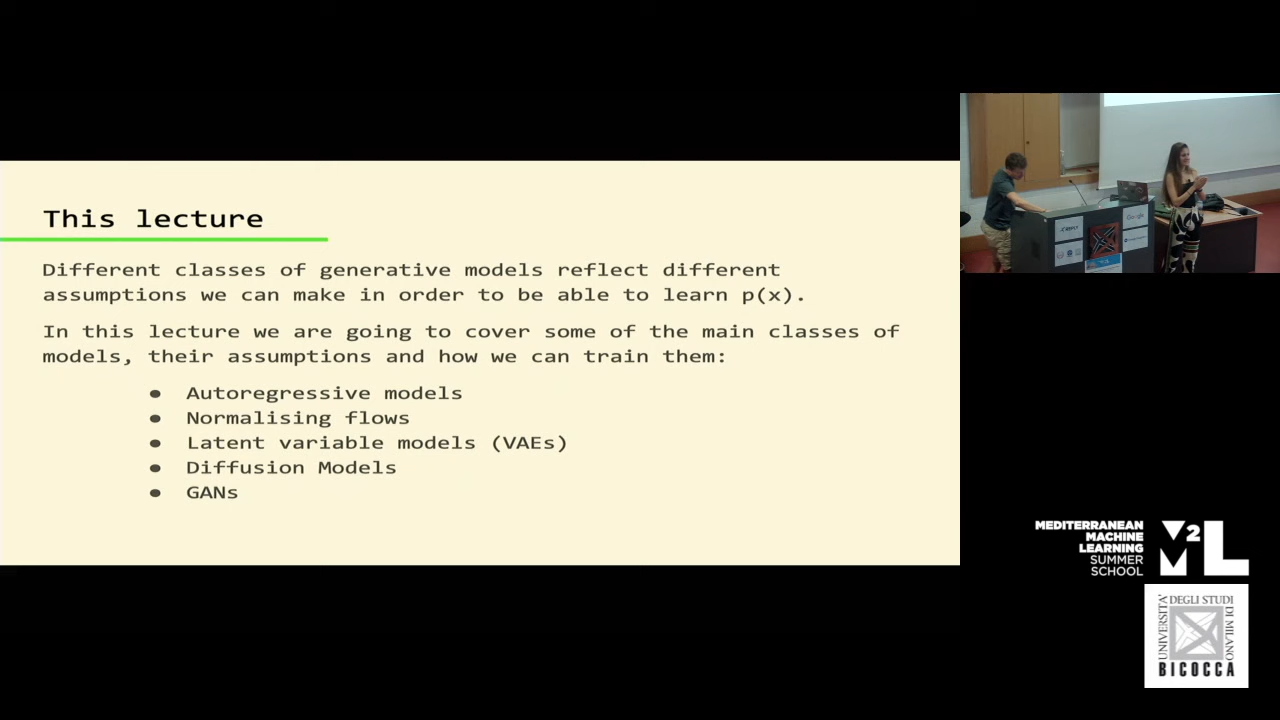 This lecture
Different classes of generative models reflect different
assumptions we can make in order to be able to learn p(x).
In this lecture we are going to cover some of the main classes of
models, their assumptions and how we can train them:
● Autoregressive models
● Normalising flows
● Latent variable models (VAEs)
● Diffusion Models
● GANs
Google
MEDITERRANEAN
MACHINE
LEARNING
SUMMER
SCHOOL
M2L
UNIVERSITÀ
DEGLI STUDI
DI MILANO
BICOCCA